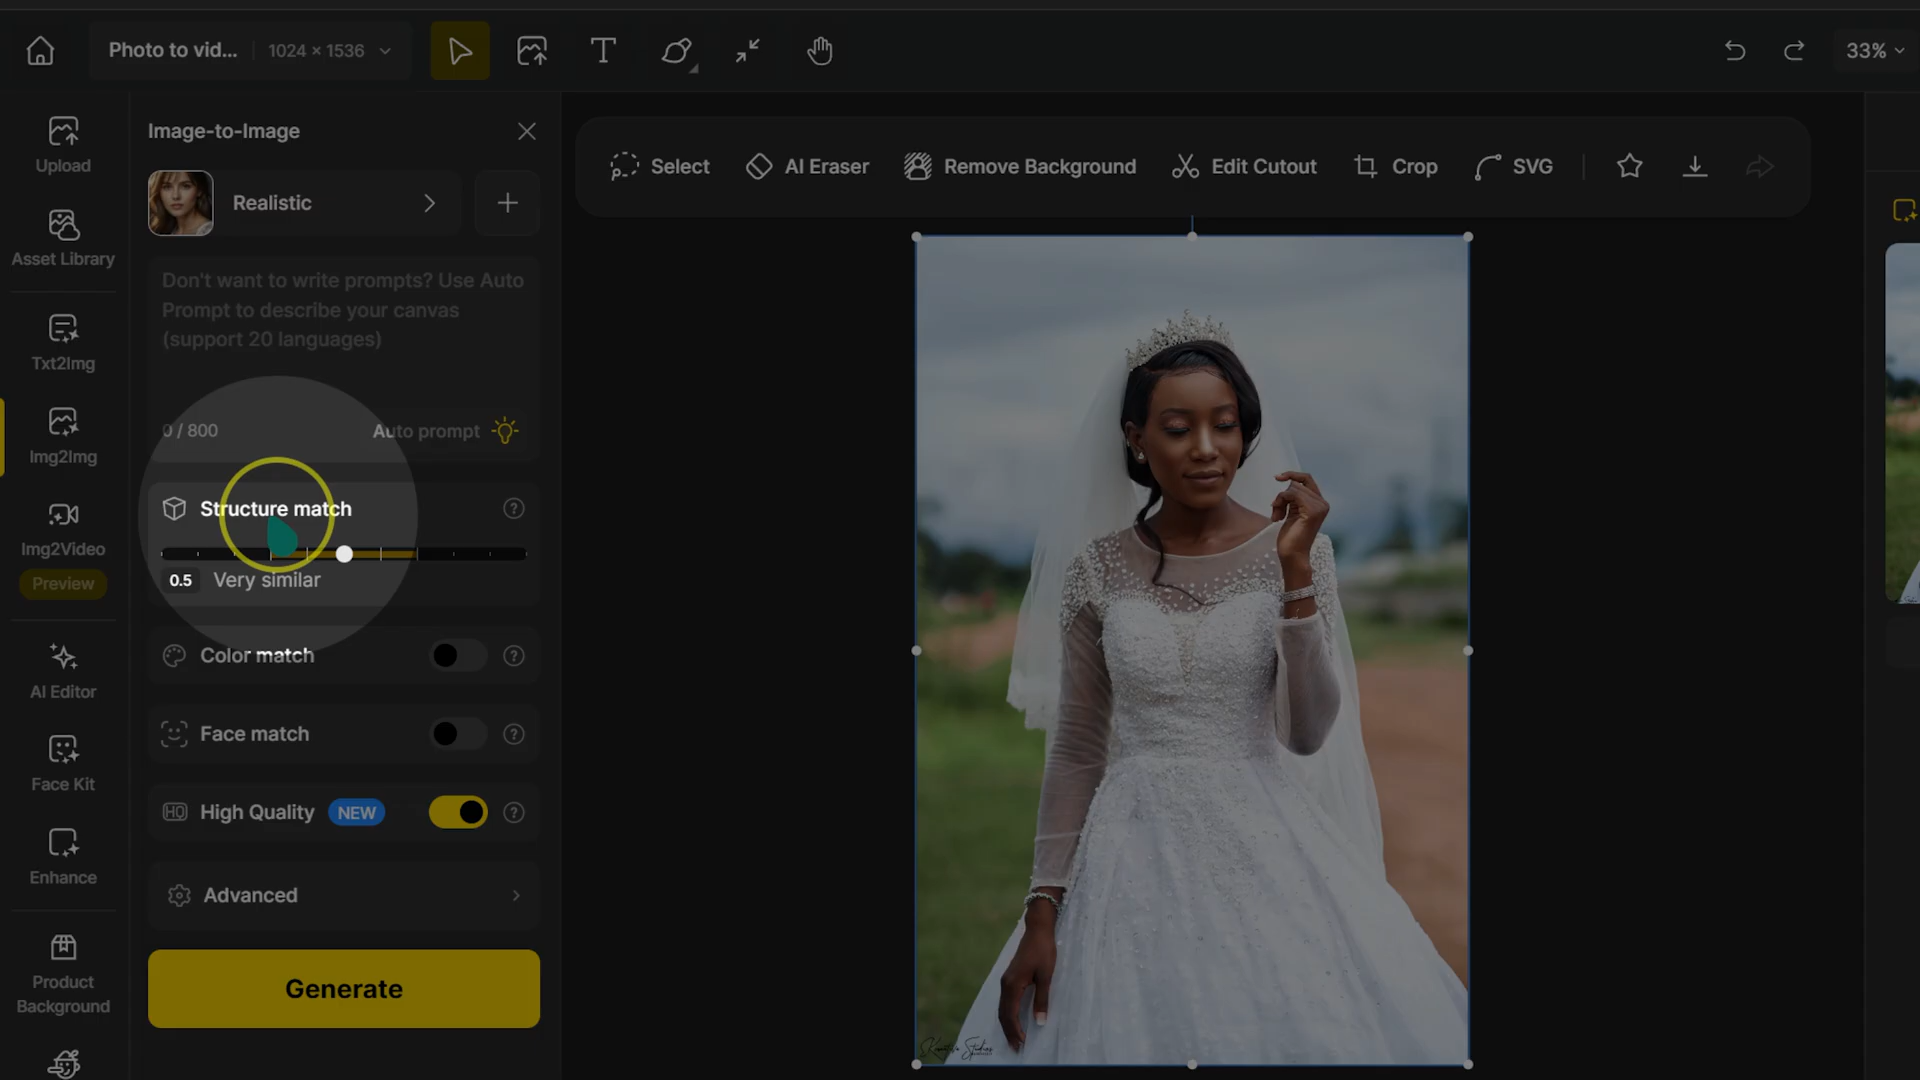 Photo to vid...
1024 × 1536
33%
Upload
Asset Library
Txt2Img
Img2Img
Img2Video
Preview
AI Editor
Face Kit
Enhance
Product
Background
Image-to-Image
Realistic
Don't want to write prompts? Use Auto
Prompt to describe your canvas
(support 20 languages)
0 / 800
Auto prompt
Structure match
0.5 Very similar
Color match
Face match
HQ High Quality NEW
Advanced
Generate
Select
AI Eraser
Remove Background
Edit Cutout
Crop
SVG